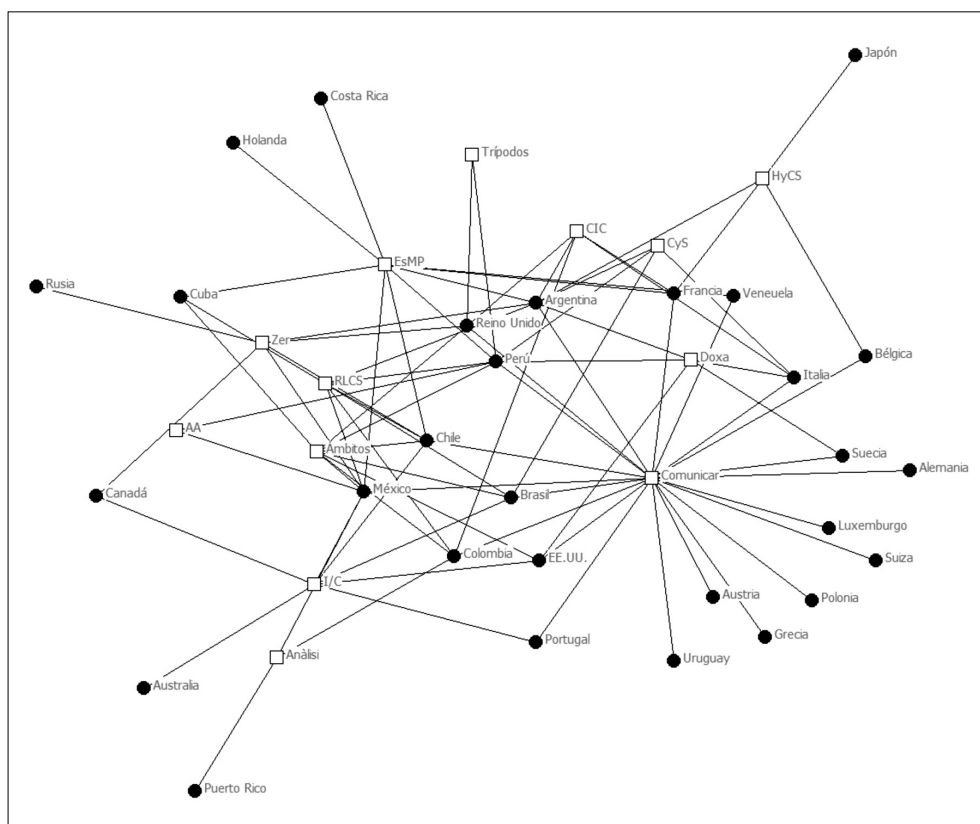 Japón
Costa Rica
Holanda
Trípodos
HyCS
CIC
CyS
EsMP
Rusia
Cuba
Francia
Veneuela
Argentina
Reino Unido
Zer
Perú
Doxa
Bélgica
Italia
RLCS
AA
Chile
Ambitos
Suecia
Alemania
Comunicar
México
Canadá
Brasil
Luxemburgo
Colombia
EE.UU.
Suiza
I/C
Austria
Polonia
Grecia
Portugal
Anàlisi
Uruguay
Australia
Puerto Rico